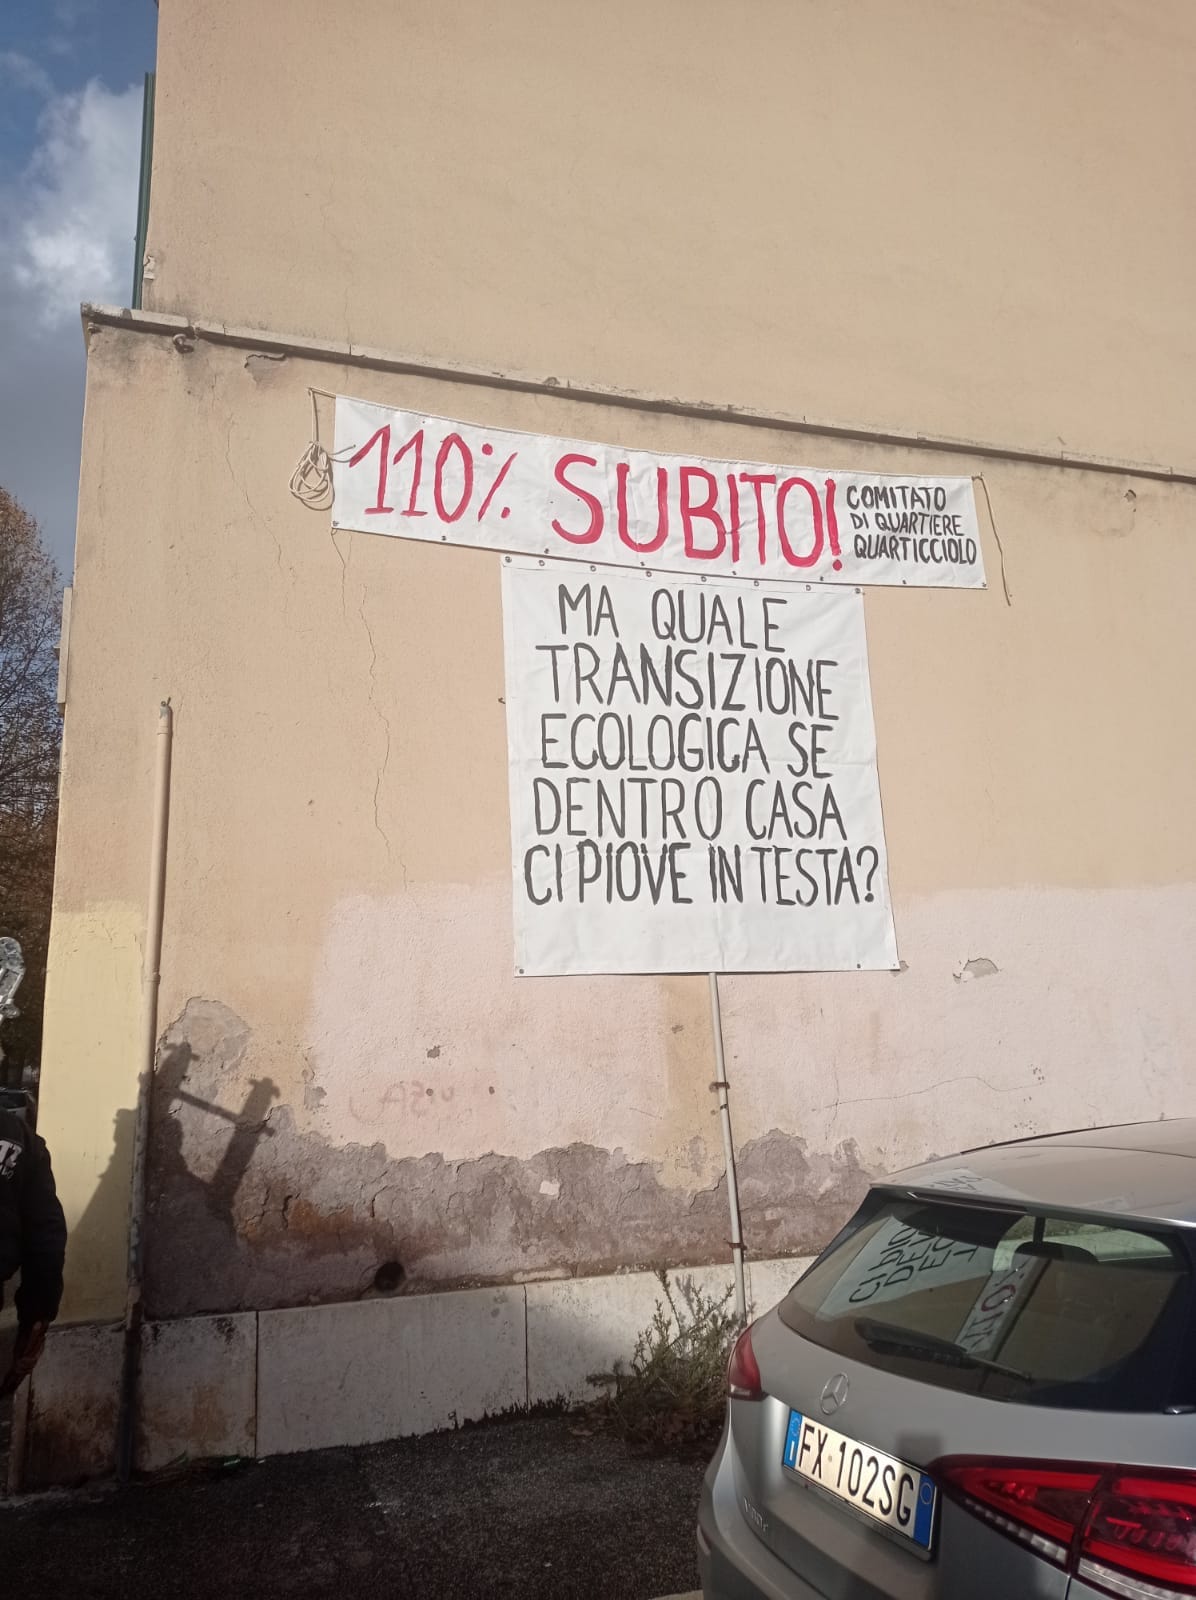 110% SUBITO!
COMITATO
DI QUARTIERE
QUARTICCIOLO
MA QUALE
TRANSIZIONE
ECOLOGICA SE
DENTRO CASA
CI PIOVE IN TESTA?
FX 102SG